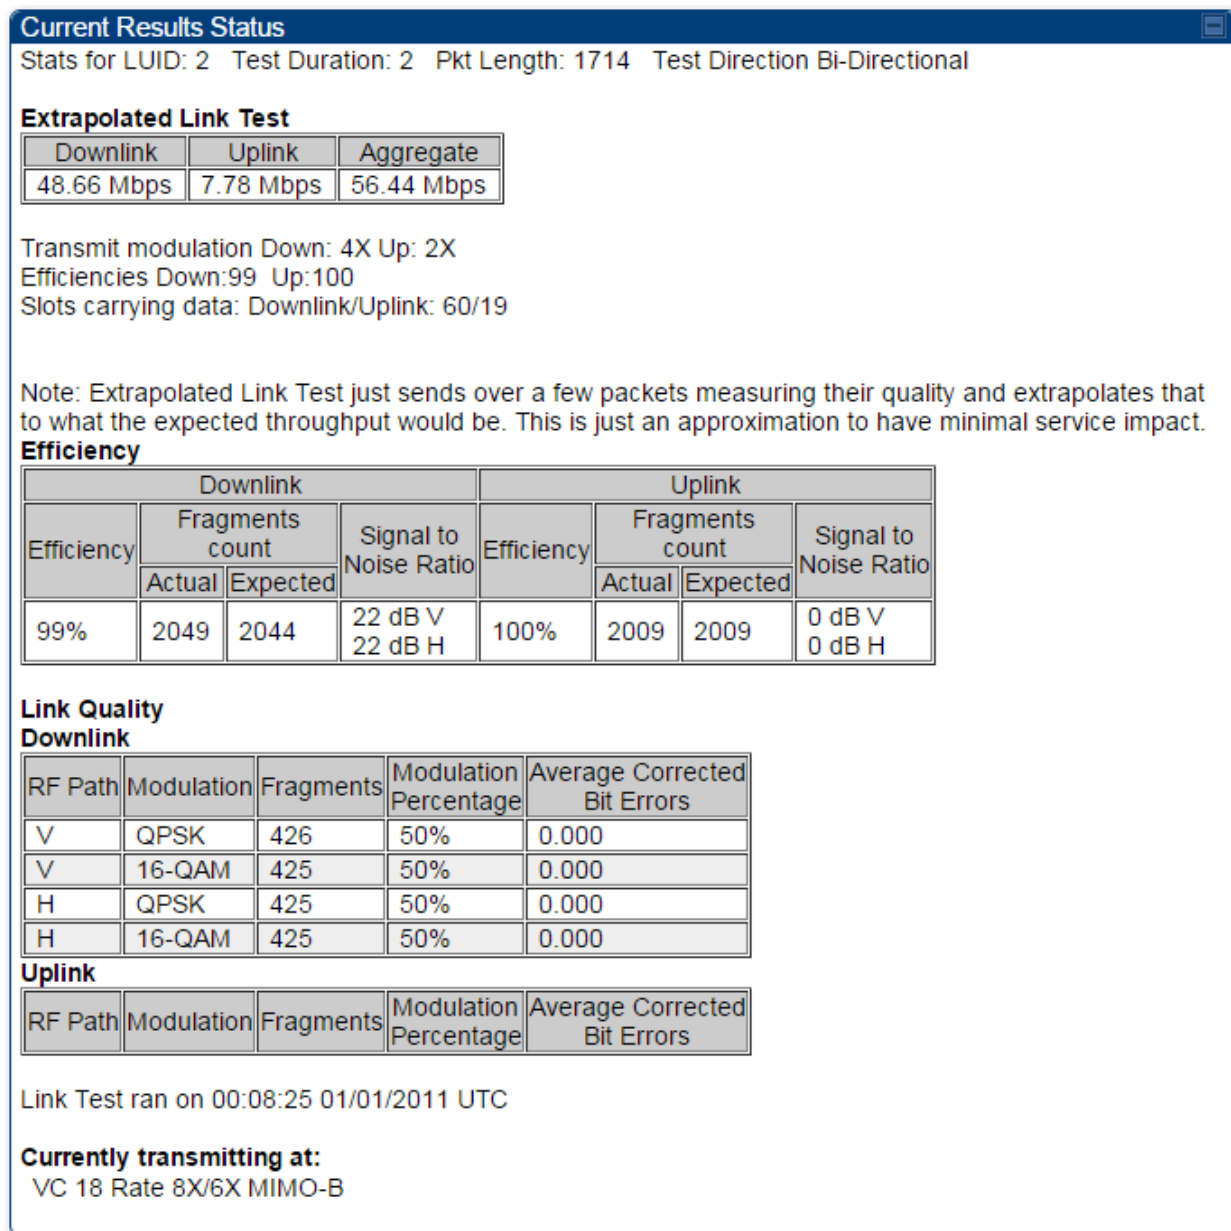 Current Results Status
Stats for LUID: 2 Test Duration: 2 Pkt Length: 1714 Test Direction Bi-Directional
Extrapolated Link Test
Downlink Uplink Aggregate
48.66 Mbps 7.78 Mbps 56.44 Mbps
Transmit modulation Down: 4X Up: 2X
Efficiencies Down:99 Up:100
Slots carrying data: Downlink/Uplink: 60/19
Note: Extrapolated Link Test just sends over a few packets measuring their quality and extrapolates that
to what the expected throughput would be. This is just an approximation to have minimal service impact.
Efficiency
Downlink Uplink
Efficiency Fragments count Signal to Noise Ratio Efficiency Fragments count Signal to Noise Ratio
Actual Expected Actual Expected
99% 2049 2044 22 dB V 22 dB H 100% 2009 2009 0 dB V 0 dB H
Link Quality
Downlink
RF Path Modulation Fragments Modulation Percentage Average Corrected Bit Errors
V QPSK 426 50% 0.000
V 16-QAM 425 50% 0.000
H QPSK 425 50% 0.000
H 16-QAM 425 50% 0.000
Uplink
RF Path Modulation Fragments Modulation Percentage Average Corrected Bit Errors
Link Test ran on 00:08:25 01/01/2011 UTC
Currently transmitting at:
VC 18 Rate 8X/6X MIMO-B